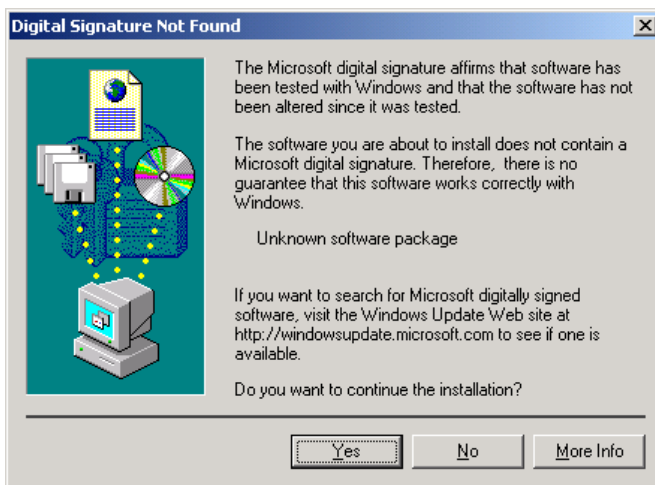 Digital Signature Not Found
The Microsoft digital signature affirms that software has
been tested with Windows and that the software has not
been altered since it was tested.
The software you are about to install does not contain a
Microsoft digital signature. Therefore, there is no
guarantee that this software works correctly with
Windows.
Unknown software package
If you want to search for Microsoft digitally signed
software, visit the Windows Update Web site at
http://windowsupdate.microsoft.com to see if one is
available.
Do you want to continue the installation?
Yes No More Info